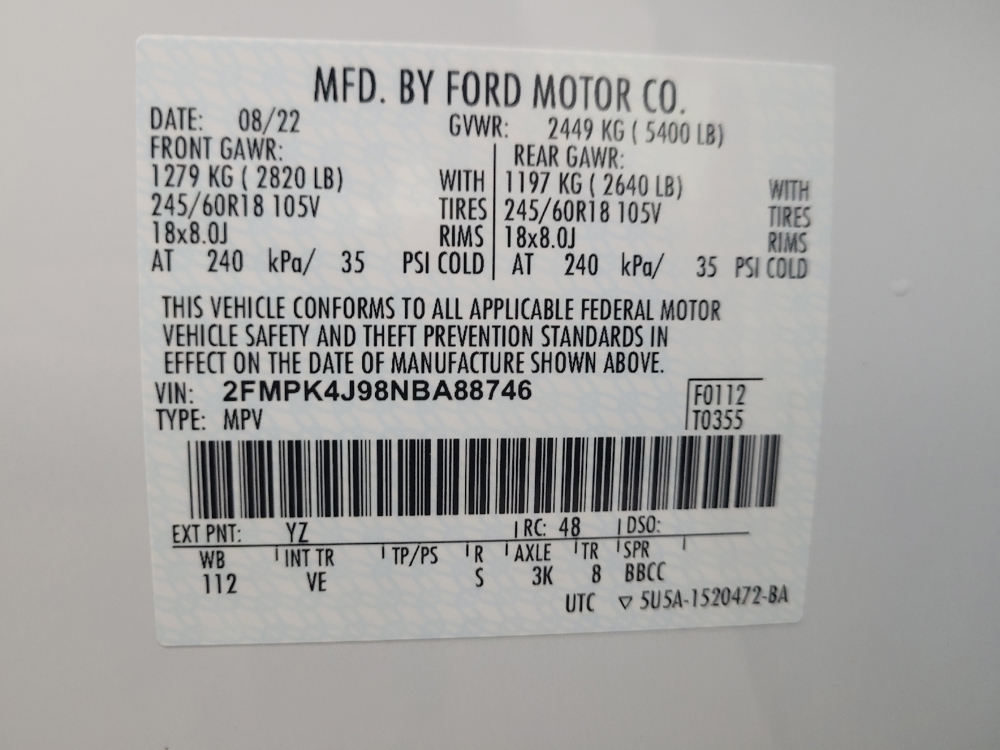 MFD. BY FORD MOTOR CO.
DATE: 08/22 GVWR: 2449 KG ( 5400 LB)
FRONT GAWR: REAR GAWR:
1279 KG ( 2820 LB) WITH 1197 KG ( 2640 LB) WITH
245/60R18 105V TIRES 245/60R18 105V TIRES
18x8.0J RIMS 18x8.0J RIMS
AT 240 kPa/ 35 PSI COLD AT 240 kPa/ 35 PSI COLD
THIS VEHICLE CONFORMS TO ALL APPLICABLE FEDERAL MOTOR
VEHICLE SAFETY AND THEFT PREVENTION STANDARDS IN
EFFECT ON THE DATE OF MANUFACTURE SHOWN ABOVE.
VIN: 2FMPK4J98NBA88746 F0112
TYPE: MPV T0355
EXT PNT: YZ RC: 48 DSO:
WB INT TR TP/PS R AXLE TR SPR
112 VE S 3K 8 BBCC
UTC ▽ 5U5A-1520472-BA